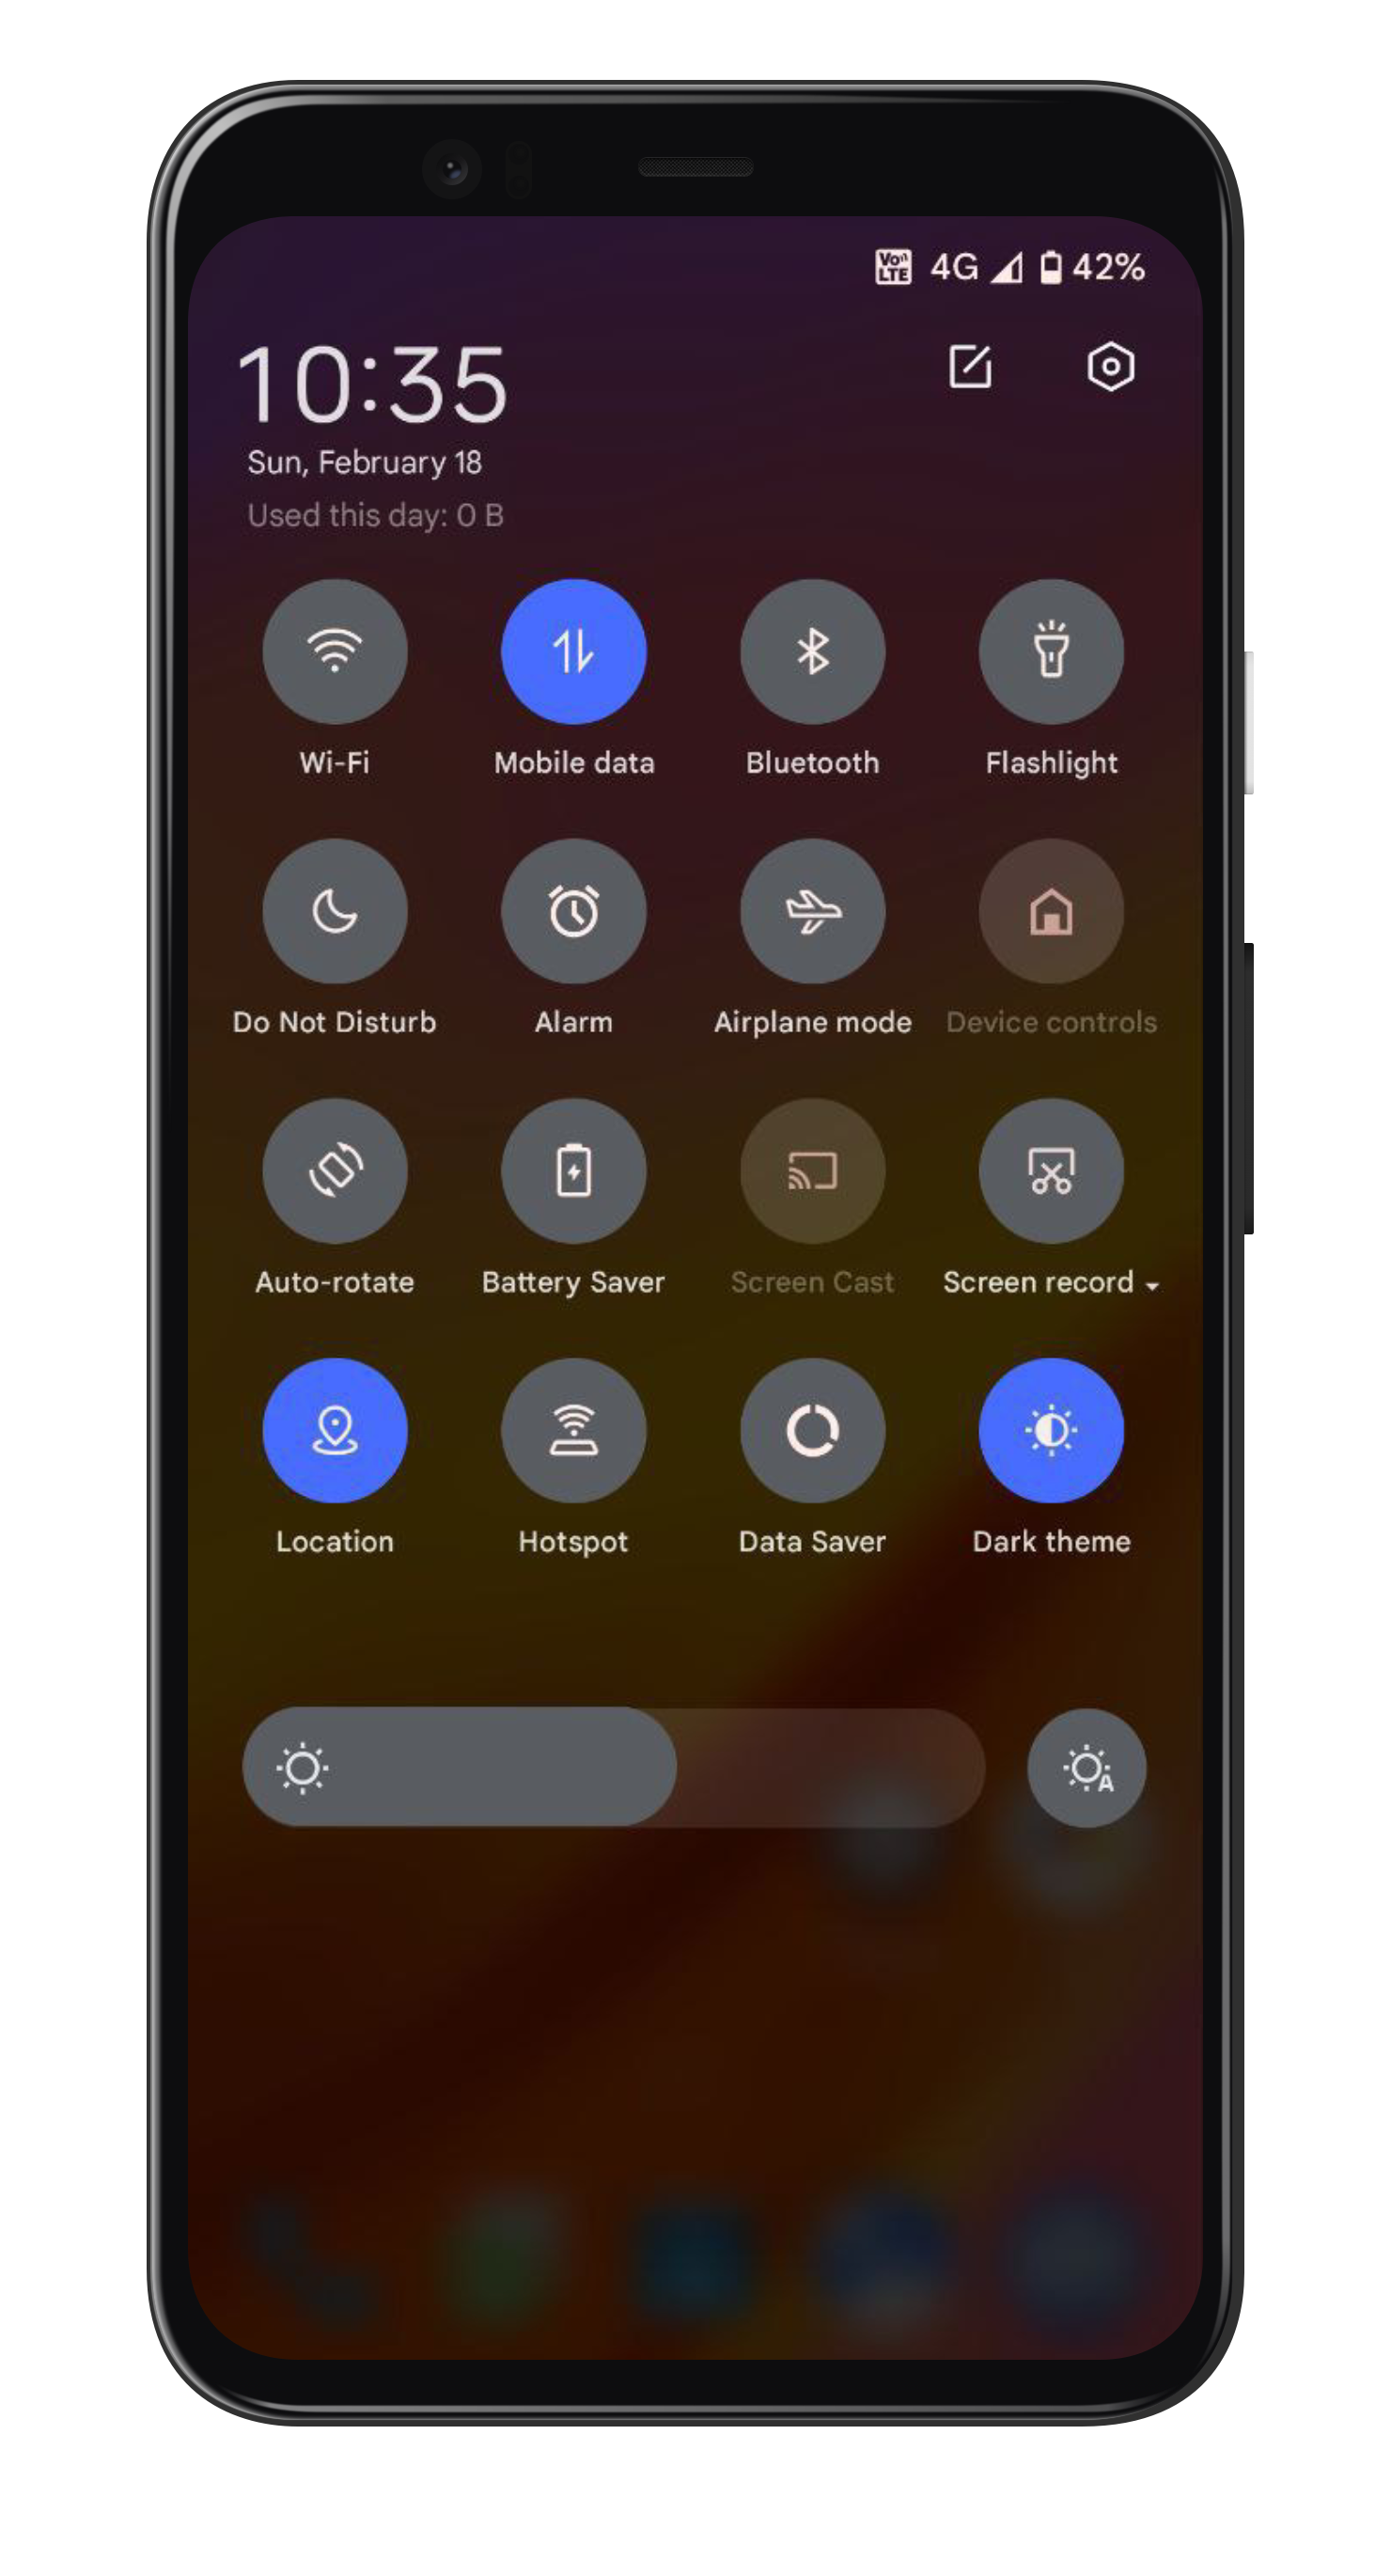 VoLTE 4G 42%
10:35
Sun, February 18
Used this day: 0 B
Wi-Fi Mobile data Bluetooth Flashlight
Do Not Disturb Alarm Airplane mode Device controls
Auto-rotate Battery Saver Screen Cast Screen record
Location Hotspot Data Saver Dark theme
A